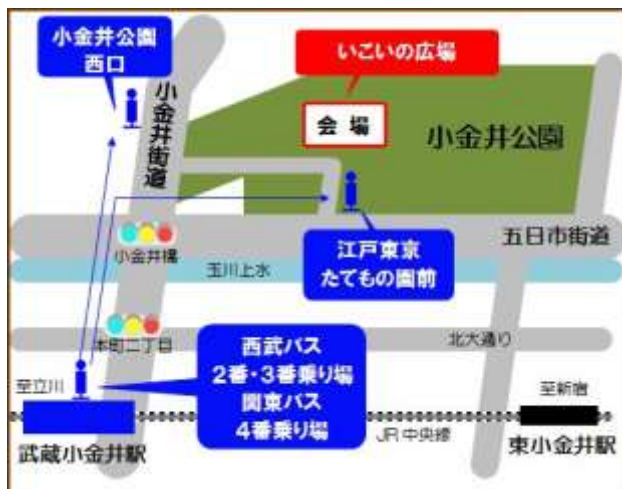 小金井公園
西口
いこいの広場
小金井街道
会場
小金井公園
五日市街道
江戸東京
たてもの園前
小金井橋
玉川上水
本町二丁目
北大通り
西武バス
2番・3番乗り場
関東バス
4番乗り場
至立川
至新宿
武蔵小金井駅
JR中央線
東小金井駅